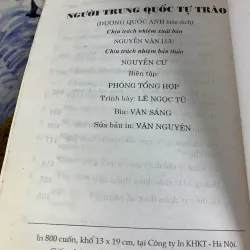 NGƯỜI TRUNG QUỐC TỰ TRÀO
(DƯƠNG QUỐC ANH biên dịch)
Chịu trách nhiệm xuất bản
NGUYỄN VĂN LƯU
Chịu trách nhiệm bản thảo
NGUYỄN CỪ
Biên tập:
PHÒNG TỔNG HỢP
Trình bày: LÊ NGỌC TÚ
Bìa: VĂN SÁNG
Sửa bản in: VĂN NGUYÊN
In 800 cuốn, khổ 13 x 19 cm, tại Công ty In KHKT - Hà Nội.